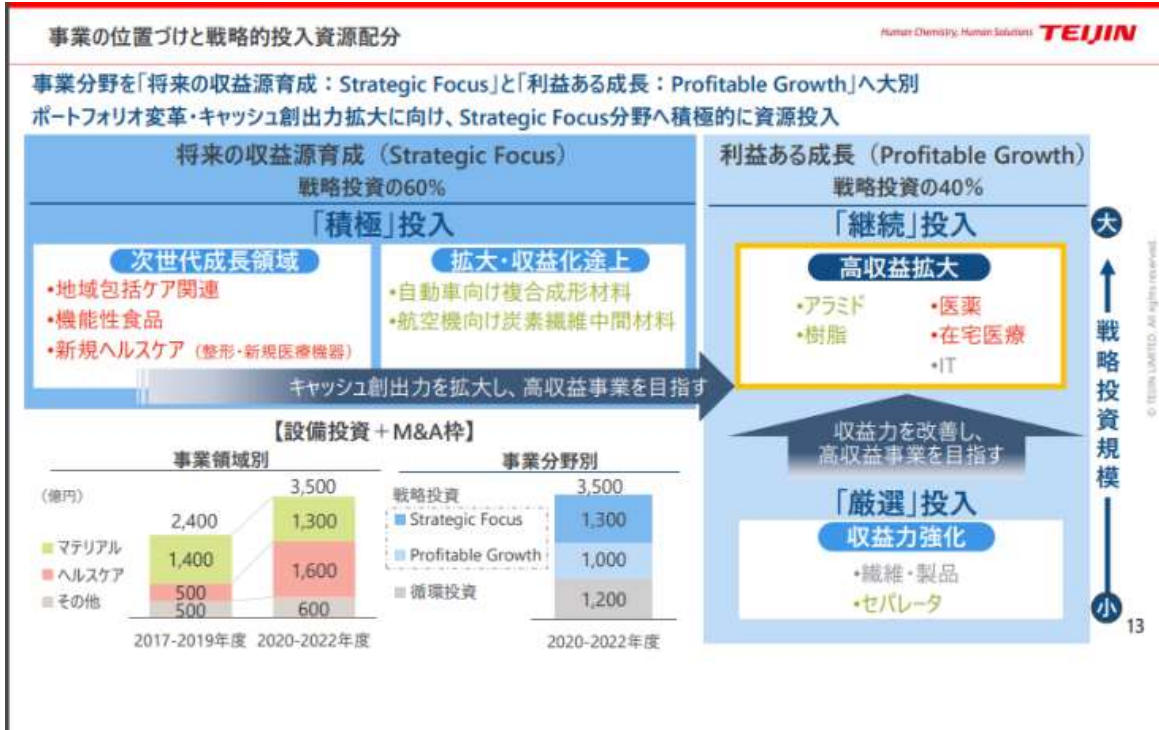 事業の位置づけと戦略的投入資源配分
Human Chemistry, Human Solutions TEIJIN
事業分野を「将来の収益源育成：Strategic Focus」と「利益ある成長：Profitable Growth」へ大別
ポートフォリオ変革・キャッシュ創出力拡大に向け、Strategic Focus分野へ積極的に資源投入
将来の収益源育成（Strategic Focus）
戦略投資の60%
「積極」投入
次世代成長領域
•地域包括ケア関連
•機能性食品
•新規ヘルスケア（整形・新規医療機器）
拡大・収益化途上
•自動車向け複合成形材料
•航空機向け炭素繊維中間材料
キャッシュ創出力を拡大し、高収益事業を目指す
利益ある成長（Profitable Growth）
戦略投資の40%
「継続」投入
高収益拡大
•アラミド
•樹脂
•医薬
•在宅医療
•IT
収益力を改善し、
高収益事業を目指す
「厳選」投入
収益力強化
•繊維・製品
•セパレータ
大
戦略投資規模
小
【設備投資＋M&A枠】
事業領域別
（億円）
マテリアル
ヘルスケア
その他
2,400
1,400
500
500
3,500
1,300
1,600
600
2017-2019年度 2020-2022年度
事業分野別
戦略投資
Strategic Focus
Profitable Growth
循環投資
3,500
1,300
1,000
1,200
2020-2022年度
© TEIJIN LIMITED. All rights reserved.
13